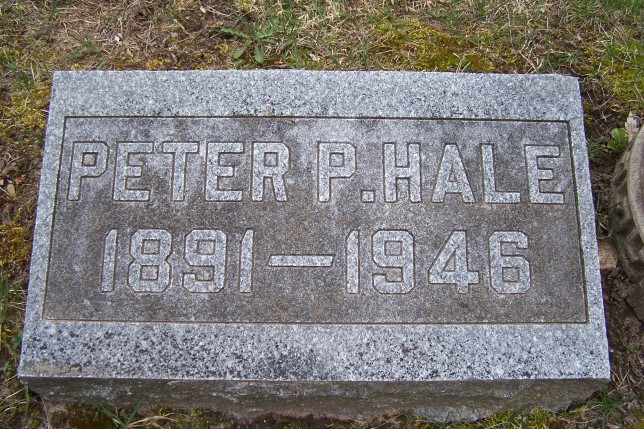 PETER P. HALE
1891 — 1946